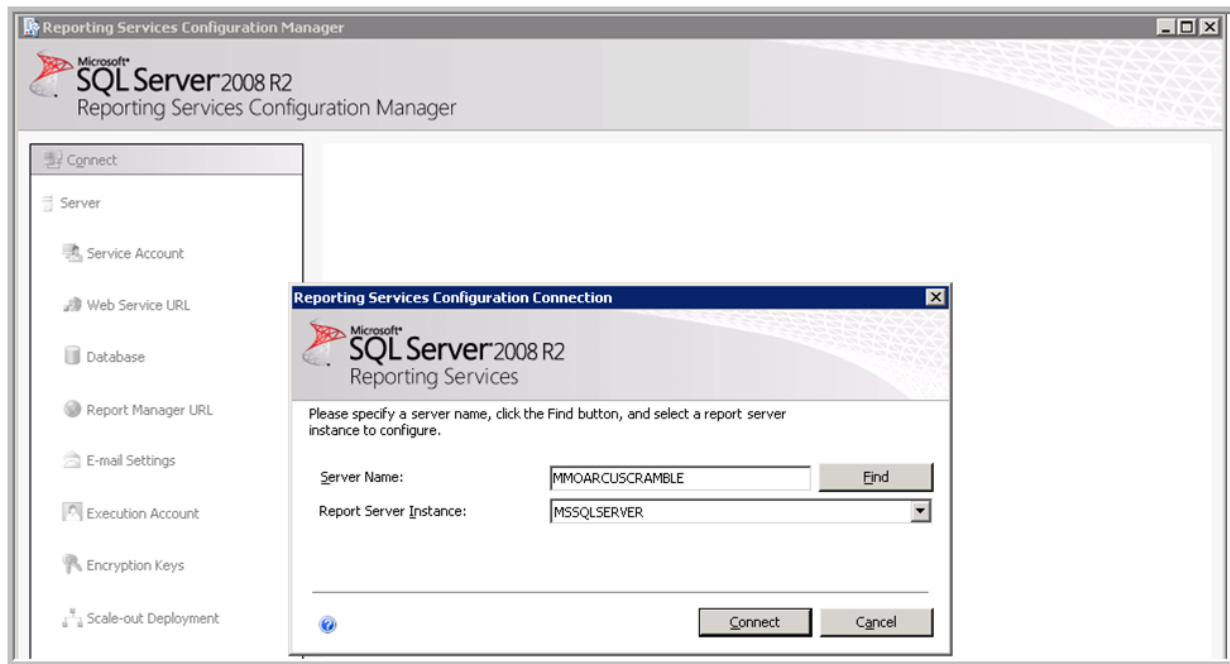 Reporting Services Configuration Manager
Microsoft®
SQL Server® 2008 R2
Reporting Services Configuration Manager
Connect
Server
Service Account
Web Service URL
Database
Report Manager URL
E-mail Settings
Execution Account
Encryption Keys
Scale-out Deployment
Reporting Services Configuration Connection
Microsoft®
SQL Server® 2008 R2
Reporting Services
Please specify a server name, click the Find button, and select a report server
instance to configure.
Server Name: MMOARCUSCRAMBLE Find
Report Server Instance: MSSQLSERVER
Connect Cancel